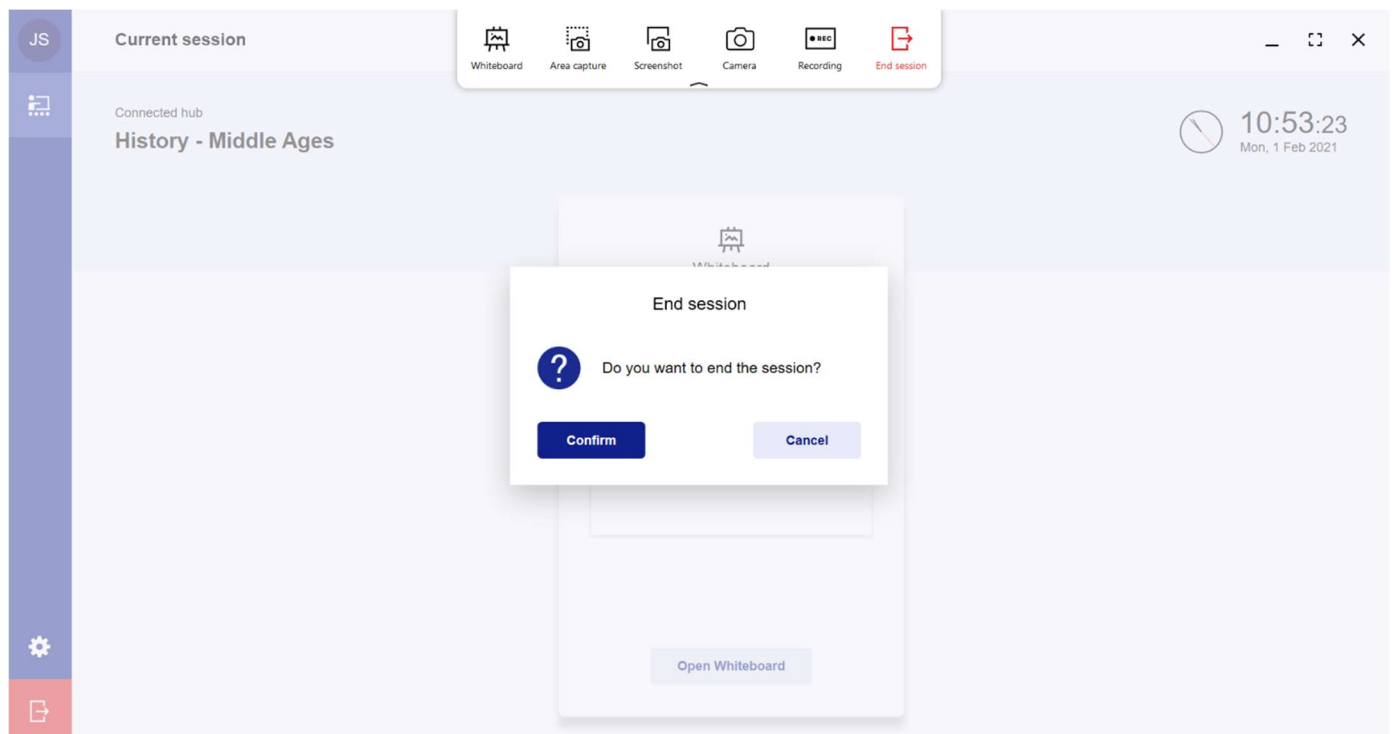 JS
Current session
Whiteboard
Area capture
Screenshot
Camera
REC
Recording
End session
Connected hub
History - Middle Ages
10:53:23
Mon, 1 Feb 2021
Whiteboard
End session
?
Do you want to end the session?
Confirm
Cancel
Open Whiteboard